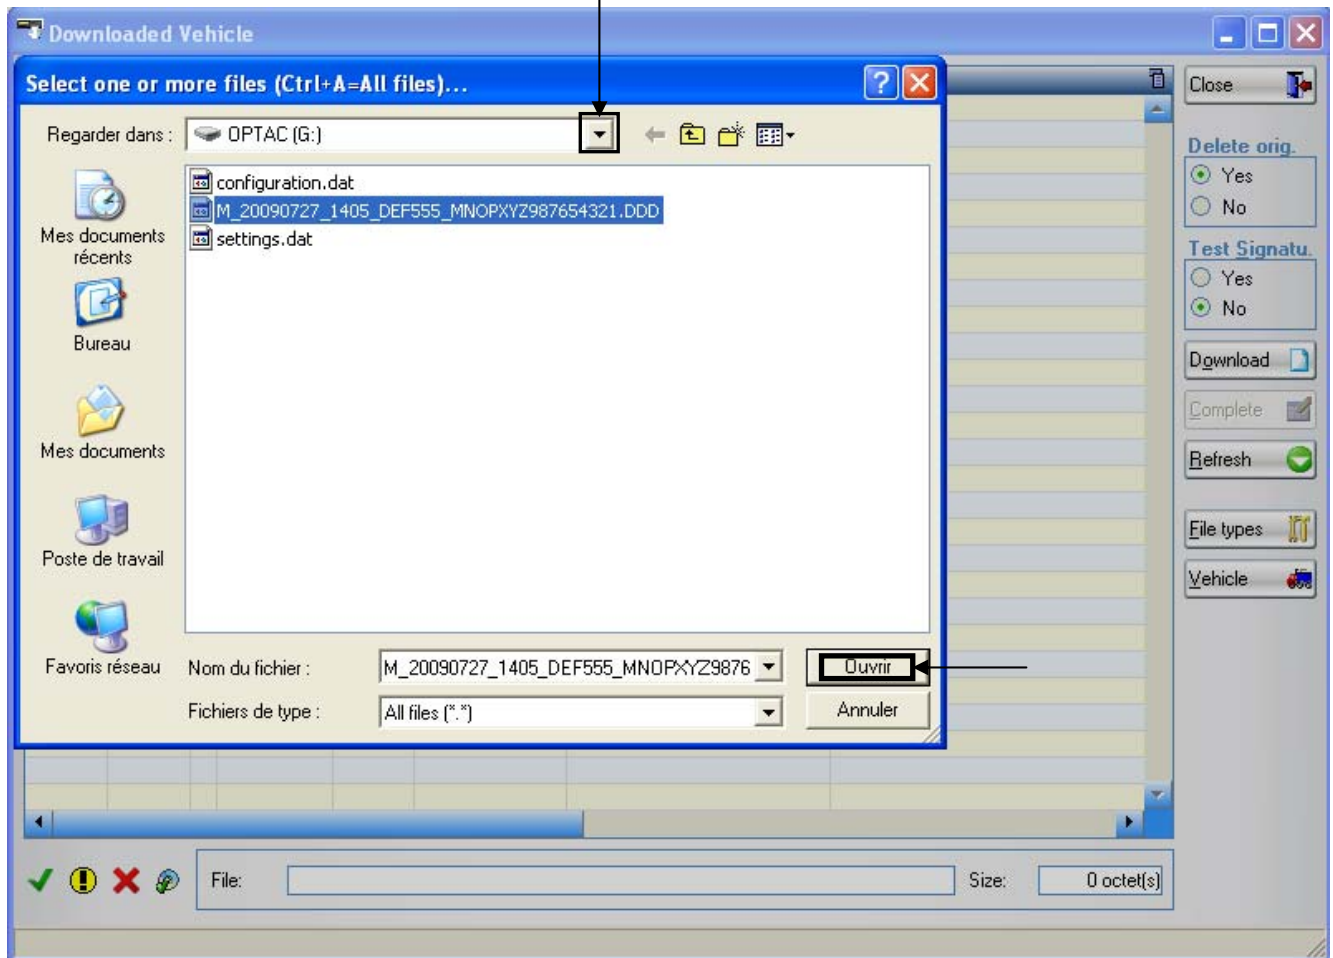 Downloaded Vehicle
Select one or more files (Ctrl+A=All files)...
Regarder dans :
OPTAC (G:)
configuration.dat
M_20090727_1405_DEF555_MNOPXYZ987654321.DDD
settings.dat
Mes documents
récents
Bureau
Mes documents
Poste de travail
Favoris réseau
Nom du fichier :
M_20090727_1405_DEF555_MNOPXYZ9876
Ouvrir
Fichiers de type :
All files (*.*)
Annuler
Close
Delete orig.
Yes
No
Test Signatu.
Yes
No
Download
Complete
Refresh
File types
Vehicle
File:
Size:
0 octet(s)